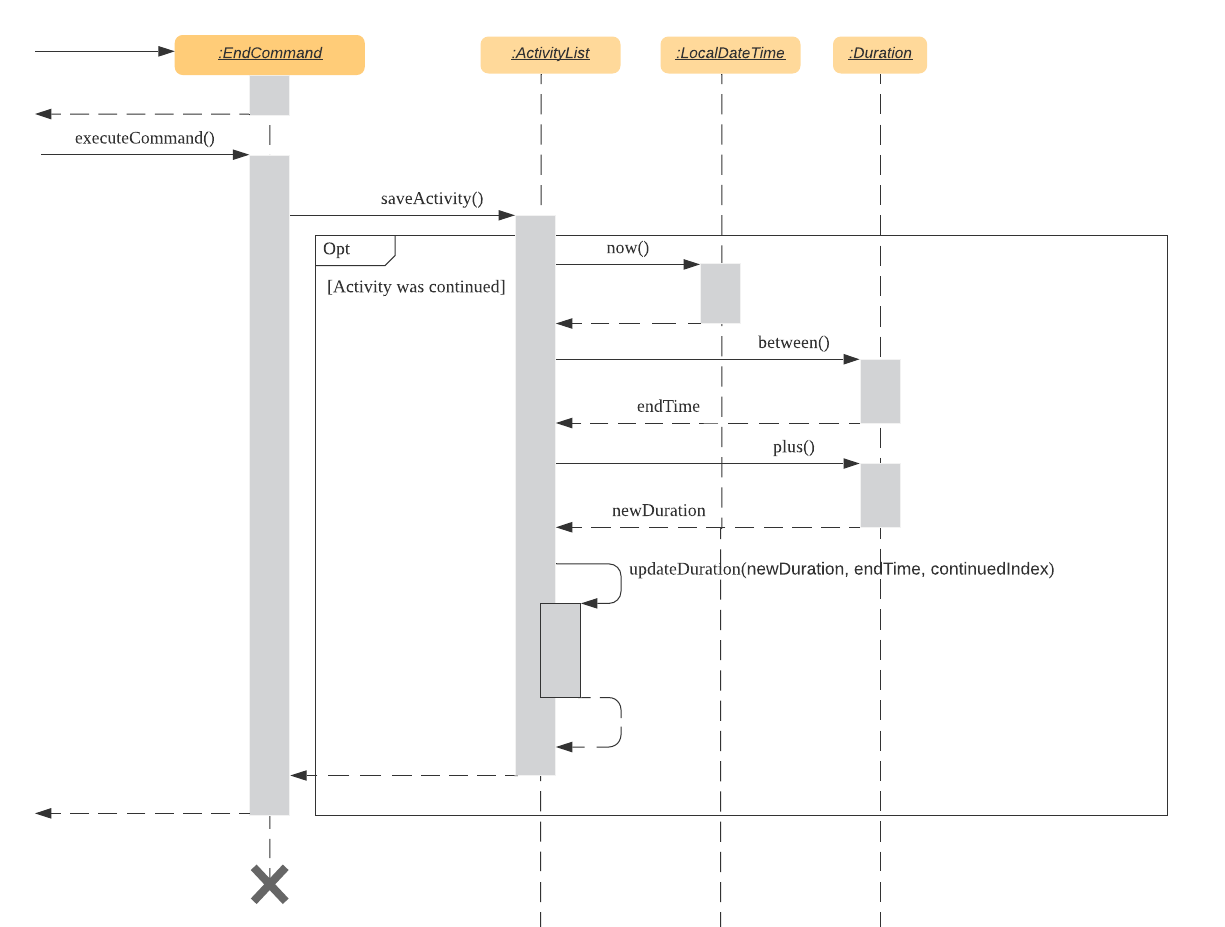 :EndCommand
:ActivityList
:LocalDateTime
:Duration
executeCommand()
saveActivity()
Opt
now()
[Activity was continued]
between()
endTime
plus()
newDuration
updateDuration(newDuration, endTime, continuedIndex)